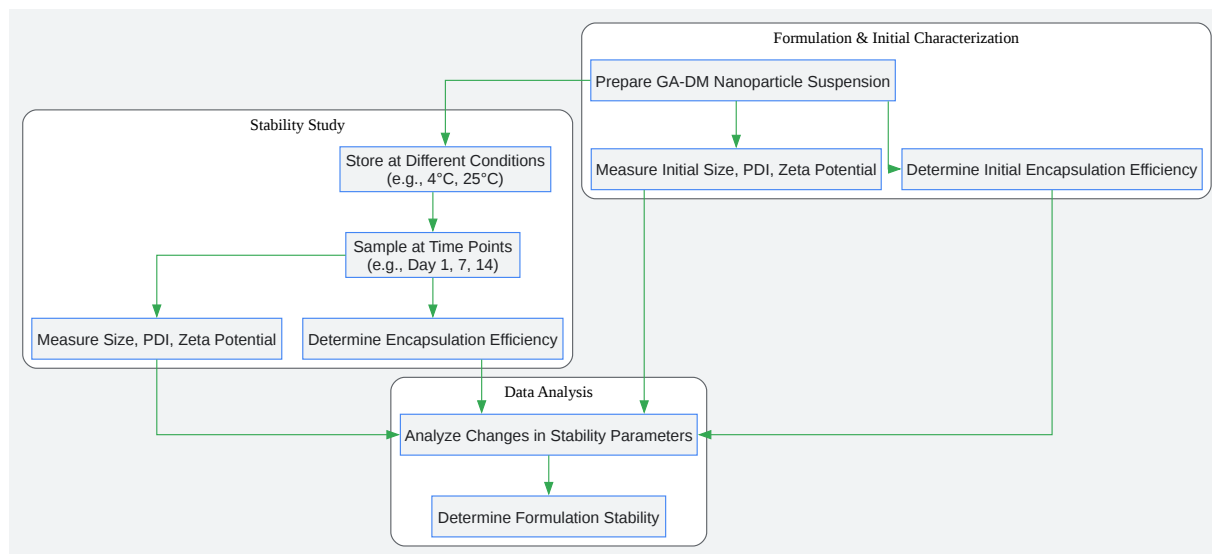 Formulation & Initial Characterization
Prepare GA-DM Nanoparticle Suspension
Measure Initial Size, PDI, Zeta Potential
Determine Initial Encapsulation Efficiency
Stability Study
Store at Different Conditions
(e.g., 4°C, 25°C)
Sample at Time Points
(e.g., Day 1, 7, 14)
Measure Size, PDI, Zeta Potential
Determine Encapsulation Efficiency
Data Analysis
Analyze Changes in Stability Parameters
Determine Formulation Stability